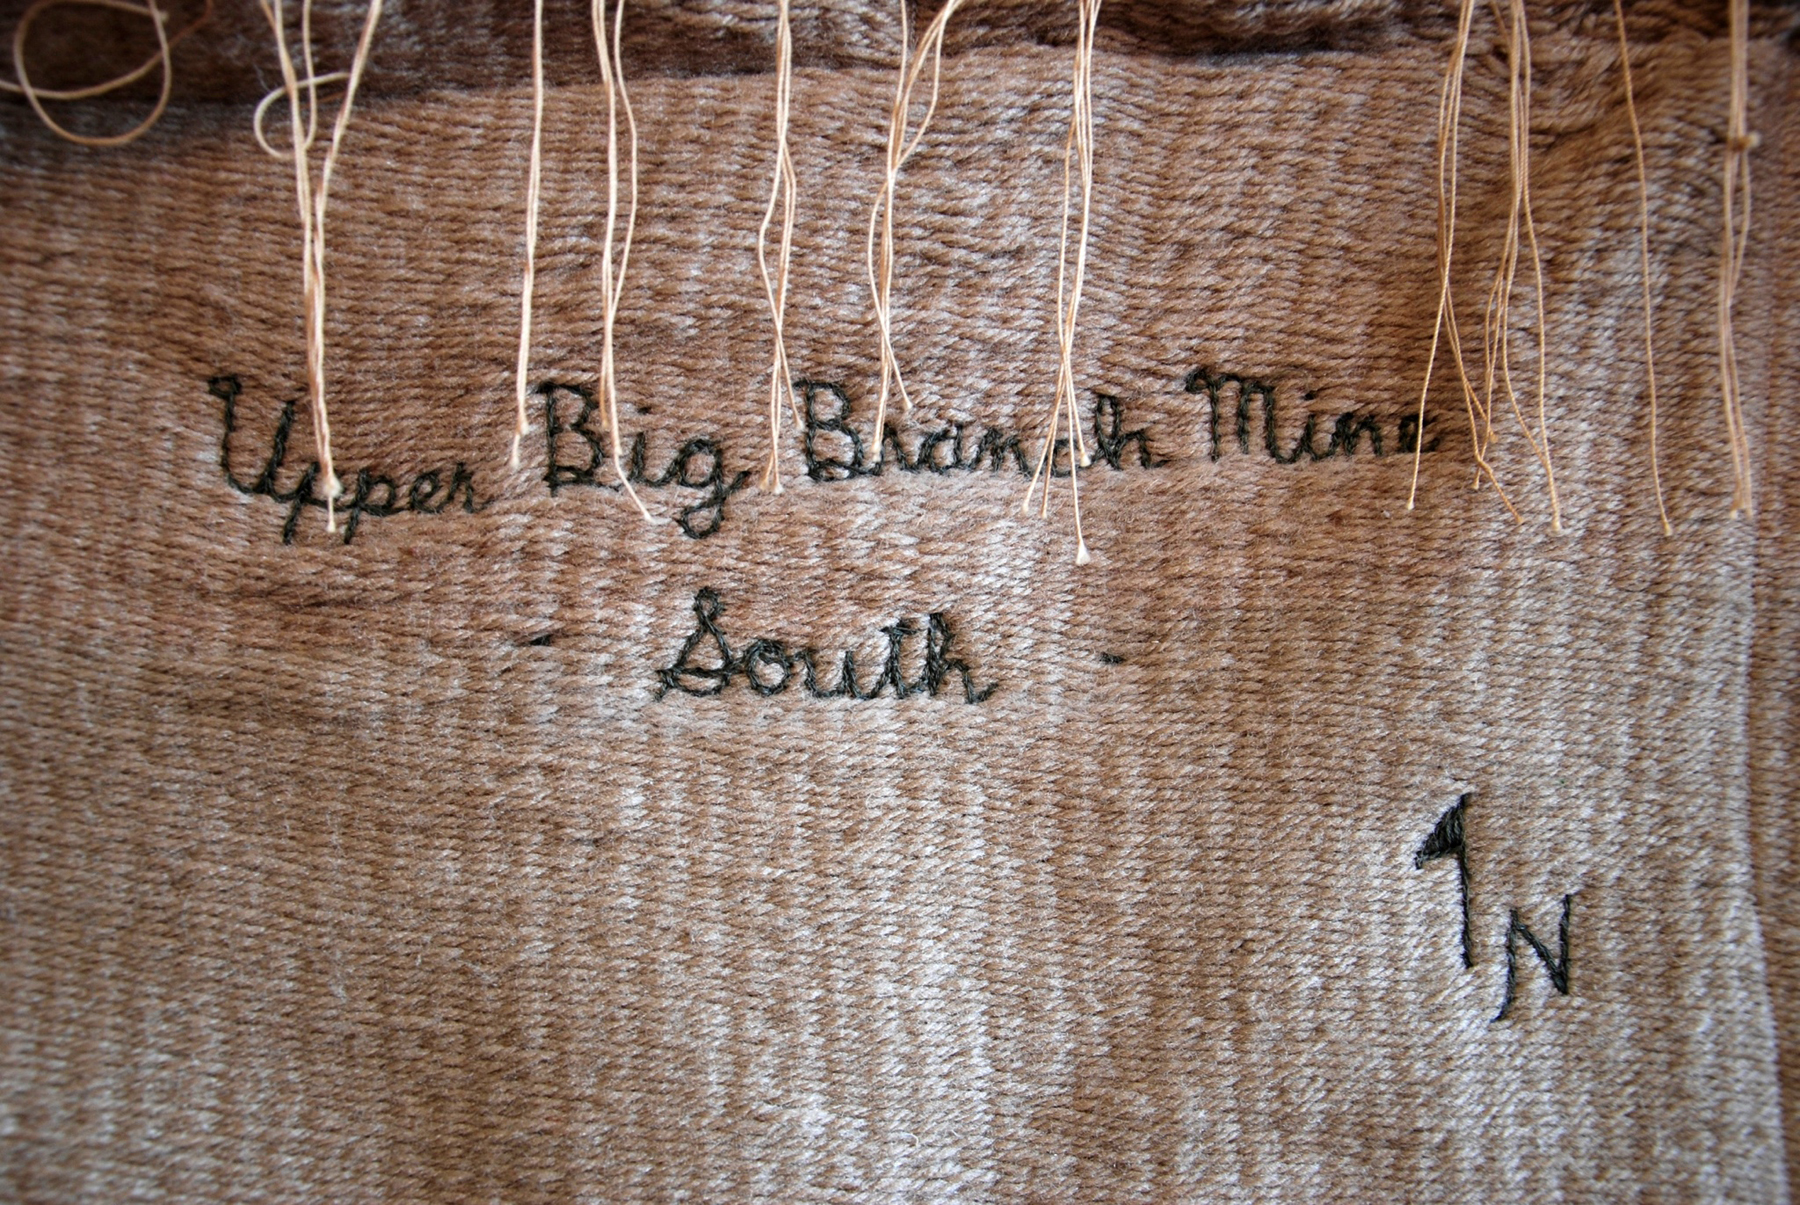 Upper Big Branch Mine
- South -
N